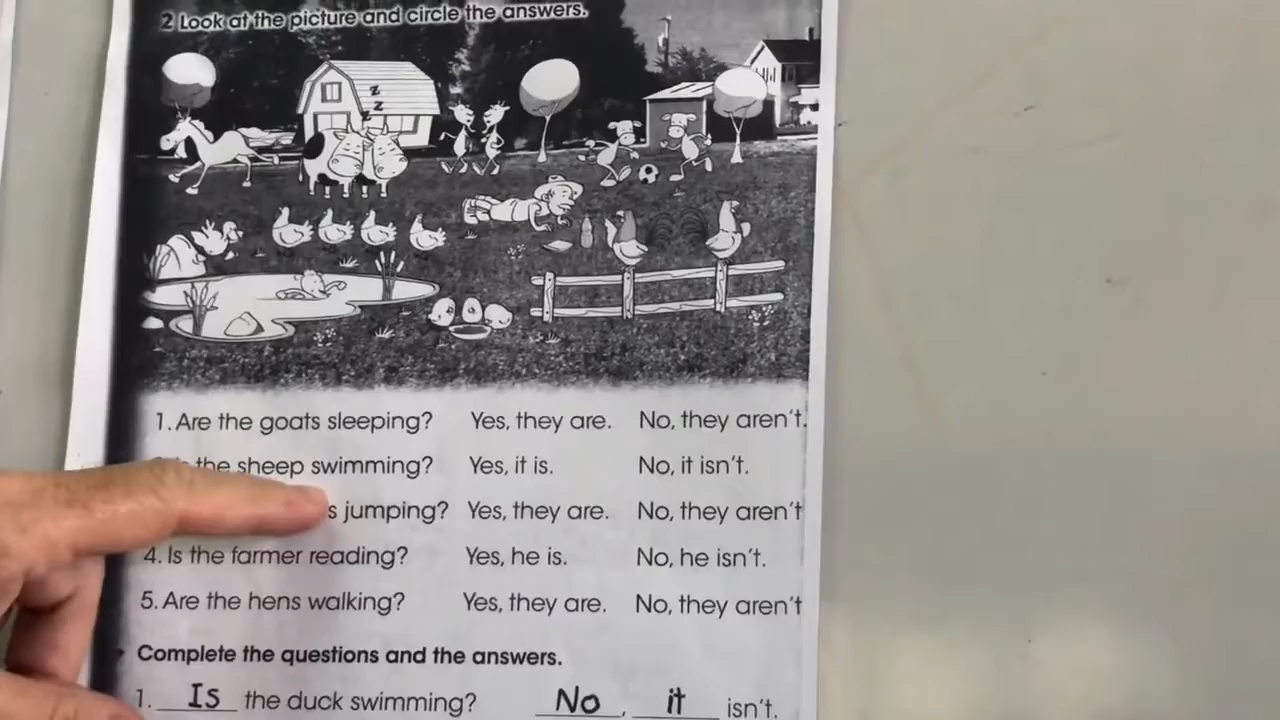 2 Look at the picture and circle the answers.
z
z
z
1. Are the goats sleeping? Yes, they are. No, they aren't.
the sheep swimming? Yes, it is. No, it isn't.
s jumping? Yes, they are. No, they aren't
4. Is the farmer reading? Yes, he is. No, he isn't.
5. Are the hens walking? Yes, they are. No, they aren't
Complete the questions and the answers.
1. Is the duck swimming? No, it isn't.